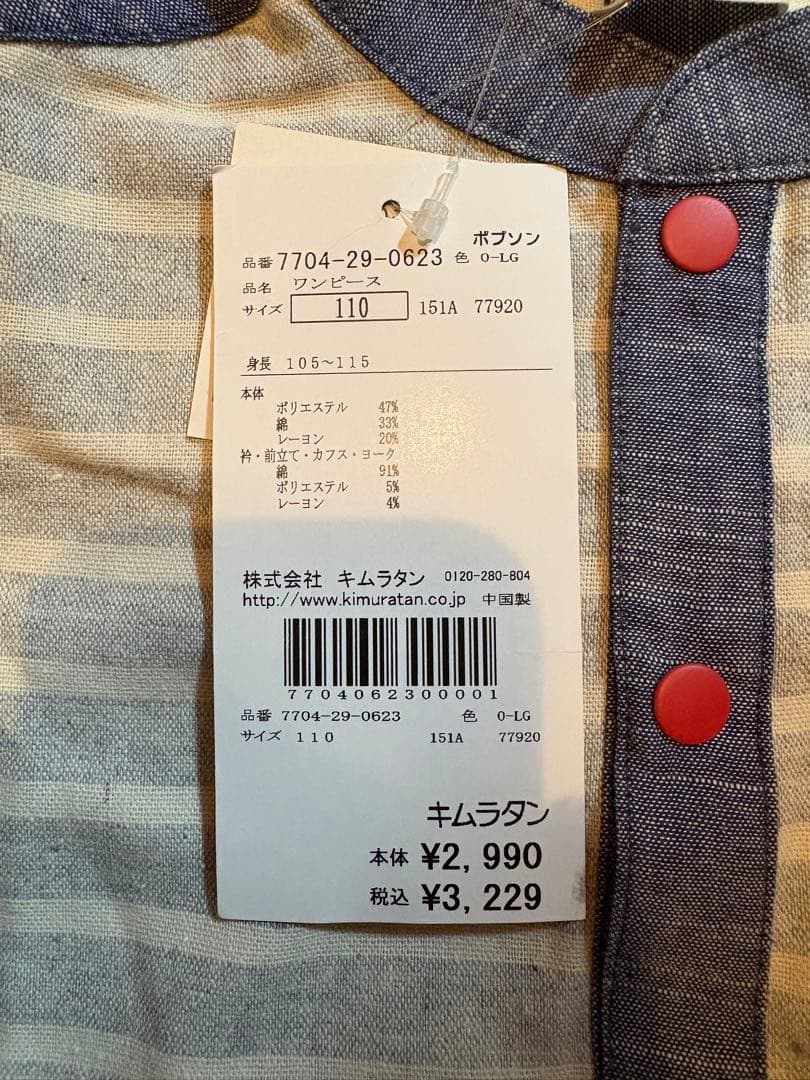 ボブソン
品番 7704-29-0623 色 0-LG
品名 ワンピース
サイズ 110 151A 77920
身長 105～115
本体
ポリエステル 47%
綿 33%
レーヨン 20%
衿・前立て・カフス・ヨーク
綿 91%
ポリエステル 5%
レーヨン 4%
株式会社 キムラタン 0120-280-804
http://www.kimuratan.co.jp 中国製
7704062300001
品番 7704-29-0623 色 0-LG
サイズ 110 151A 77920
キムラタン
本体 ¥2,990
税込 ¥3,229